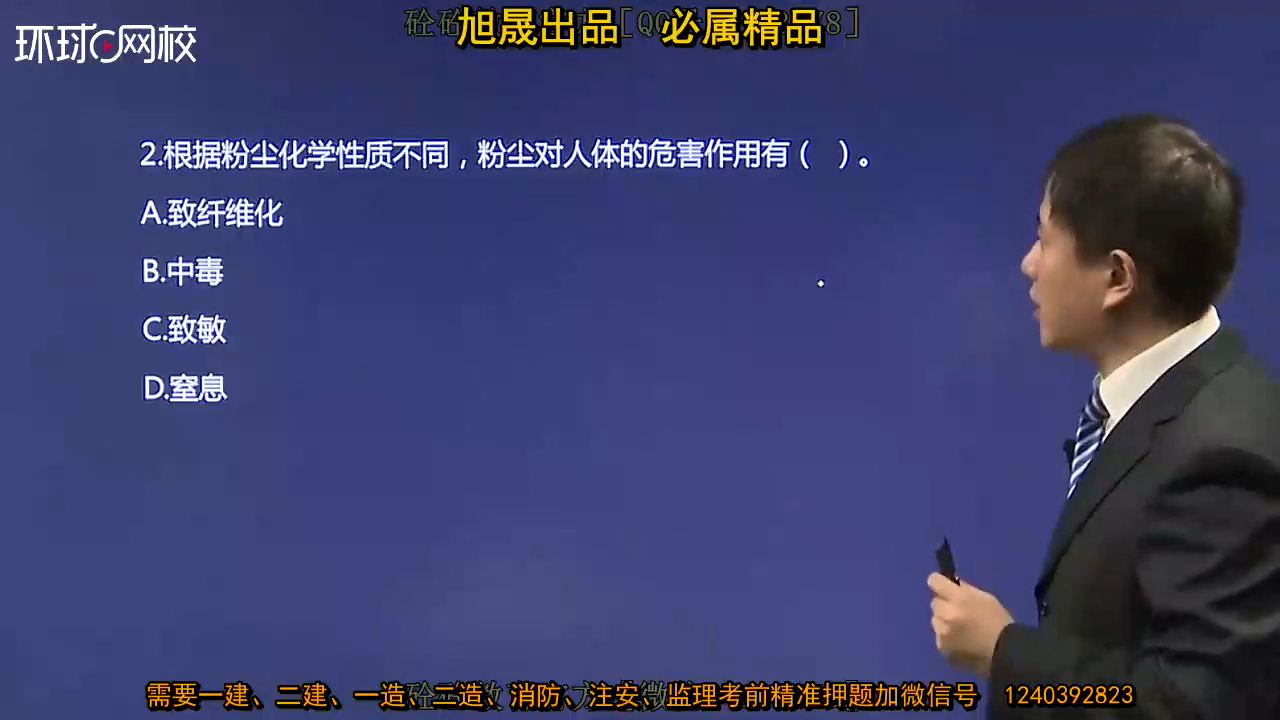 环球网校
旭晟出品 必属精品
2.根据粉尘化学性质不同，粉尘对人体的危害作用有（ ）。
A.致纤维化
B.中毒
C.致敏
D.窒息
需要一建、二建、一造、二造、消防、注安、监理考前精准押题加微信号 1240392823